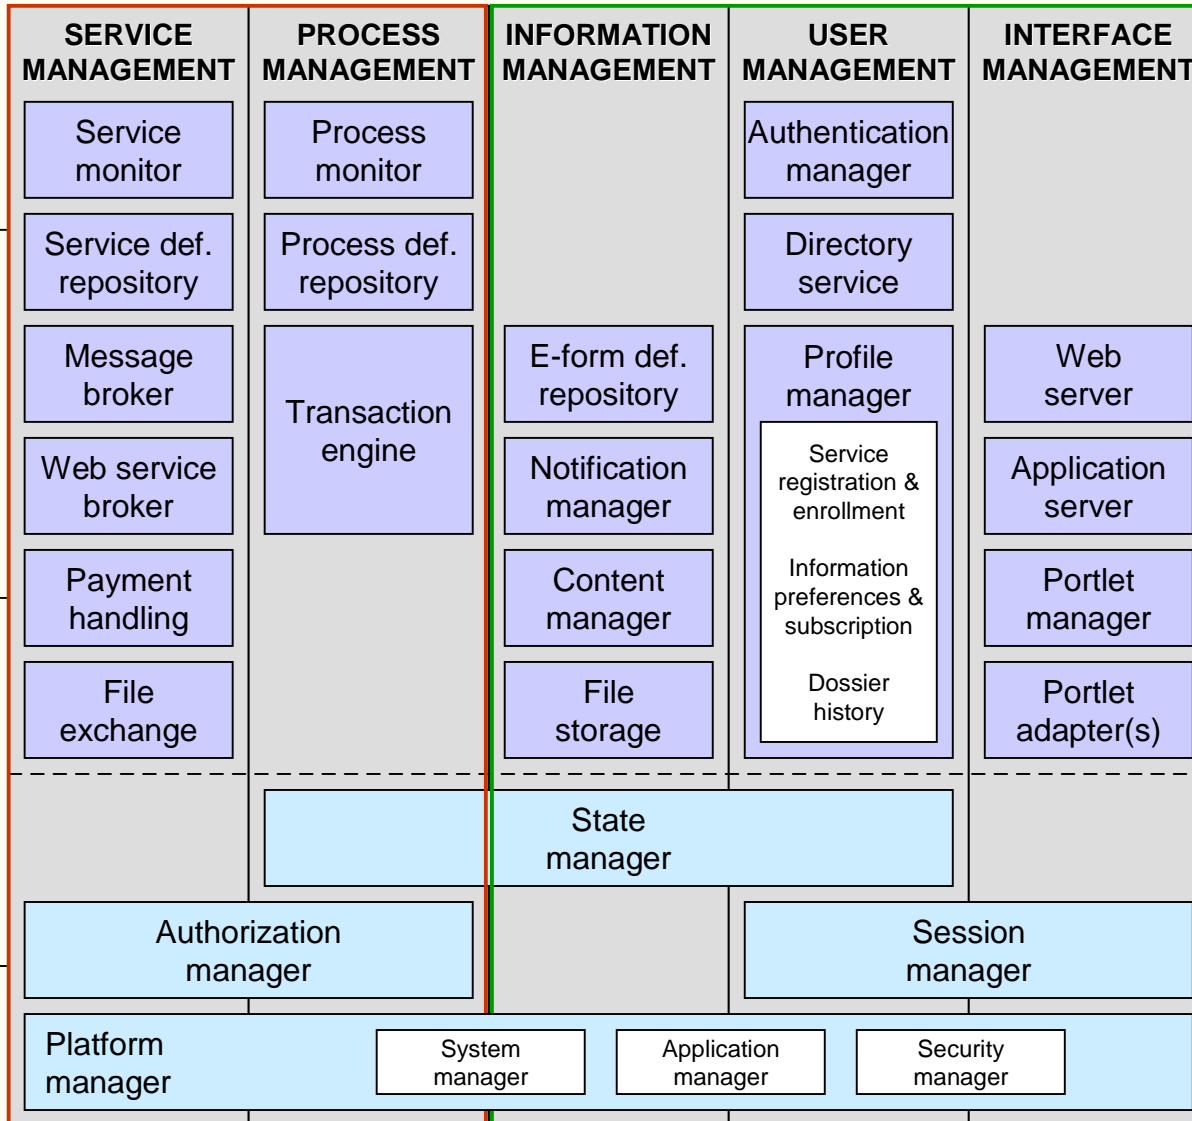 SERVICE
MANAGEMENT
PROCESS
MANAGEMENT
INFORMATION
MANAGEMENT
USER
MANAGEMENT
INTERFACE
MANAGEMENT
Service
monitor
Service def.
repository
Message
broker
Web service
broker
Payment
handling
File
exchange
Process
monitor
Process def.
repository
Transaction
engine
E-form def.
repository
Notification
manager
Content
manager
File
storage
Authentication
manager
Directory
service
Profile
manager
Service
registration &
enrollment
Information
preferences &
subscription
Dossier
history
Web
server
Application
server
Portlet
manager
Portlet
adapter(s)
State
manager
Authorization
manager
Session
manager
Platform
manager
System
manager
Application
manager
Security
manager